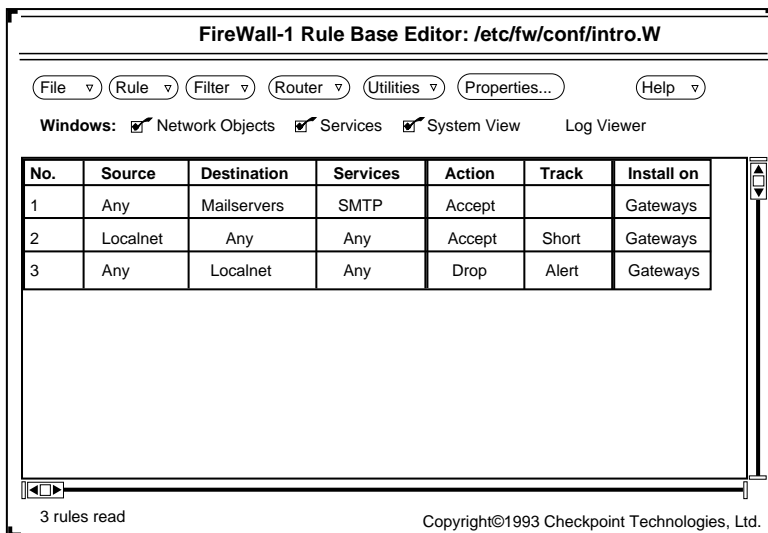 FireWall-1 Rule Base Editor: /etc/fw/conf/intro.W
File Rule Filter Router Utilities Properties... Help
Windows: Network Objects Services System View Log Viewer
No. Source Destination Services Action Track Install on
1 Any Mailservers SMTP Accept Gateways
2 Localnet Any Any Accept Short Gateways
3 Any Localnet Any Drop Alert Gateways
3 rules read
Copyright©1993 Checkpoint Technologies, Ltd.